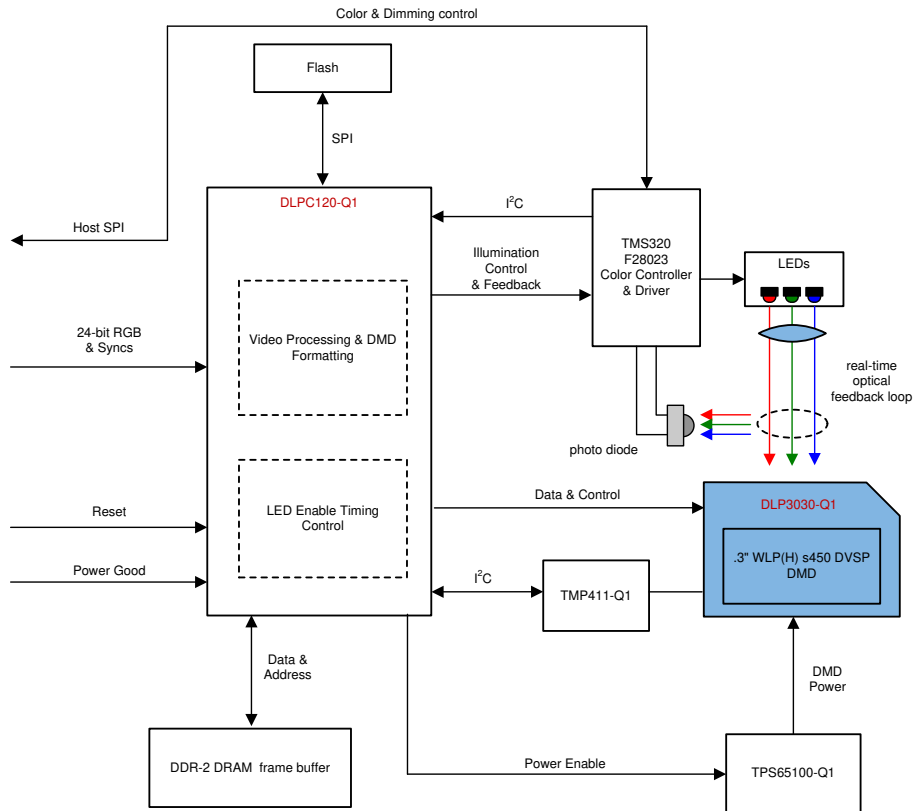 Color & Dimming control
Flash
SPI
DLPC120-Q1
I²C
Host SPI
TMS320
F28023
Color Controller
& Driver
Illumination
Control
& Feedback
LEDs
24-bit RGB
& Syncs
Video Processing & DMD
Formatting
real-time
optical
feedback loop
photo diode
Data & Control
DLP3030-Q1
Reset
LED Enable Timing
Control
.3" WLP(H) s450 DVSP
DMD
Power Good
I²C
TMP411-Q1
Data &
Address
DMD
Power
DDR-2 DRAM frame buffer
Power Enable
TPS65100-Q1